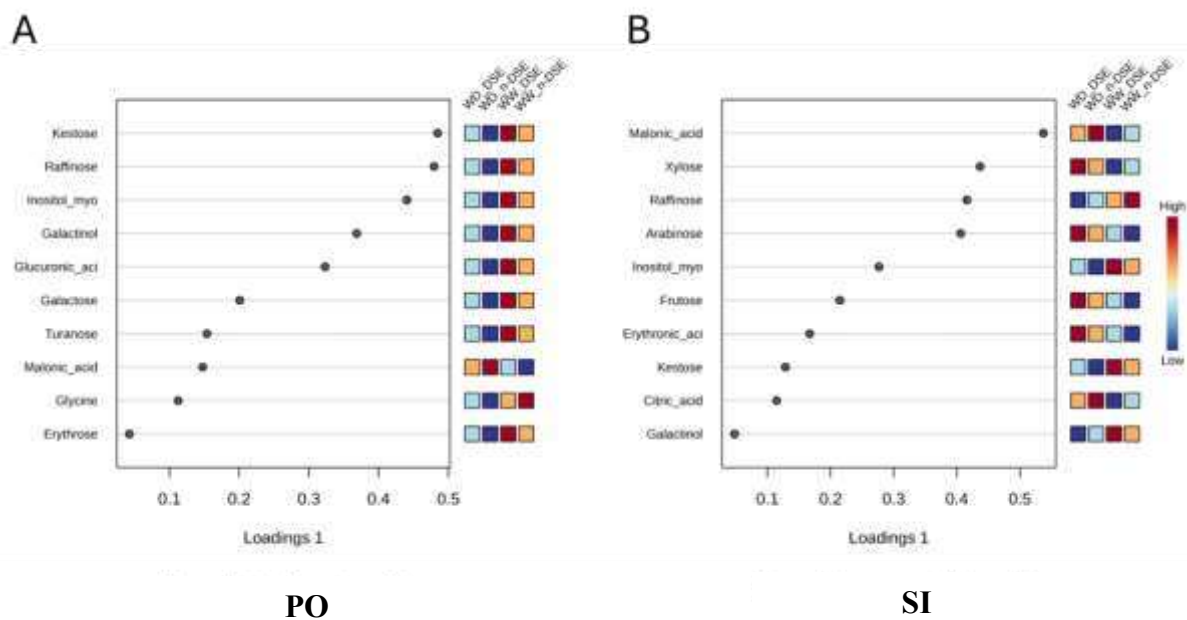 A
WD_DSE
WD_n-DSE
WW_DSE
WW_n-DSE
Kestose
Raffinose
Inositol_myo
Galactinol
Glucuronic_aci
Galactose
Turanose
Malonic_acid
Glycine
Erythrose
0.1 0.2 0.3 0.4 0.5
Loadings 1
PO
B
WD_DSE
WD_n-DSE
WW_DSE
WW_n-DSE
Malonic_acid
Xylose
Raffinose
Arabinose
Inositol_myo
Frutose
Erythronic_aci
Kestose
Citric_acid
Galactinol
0.1 0.2 0.3 0.4 0.5
Loadings 1
High
Low
SI